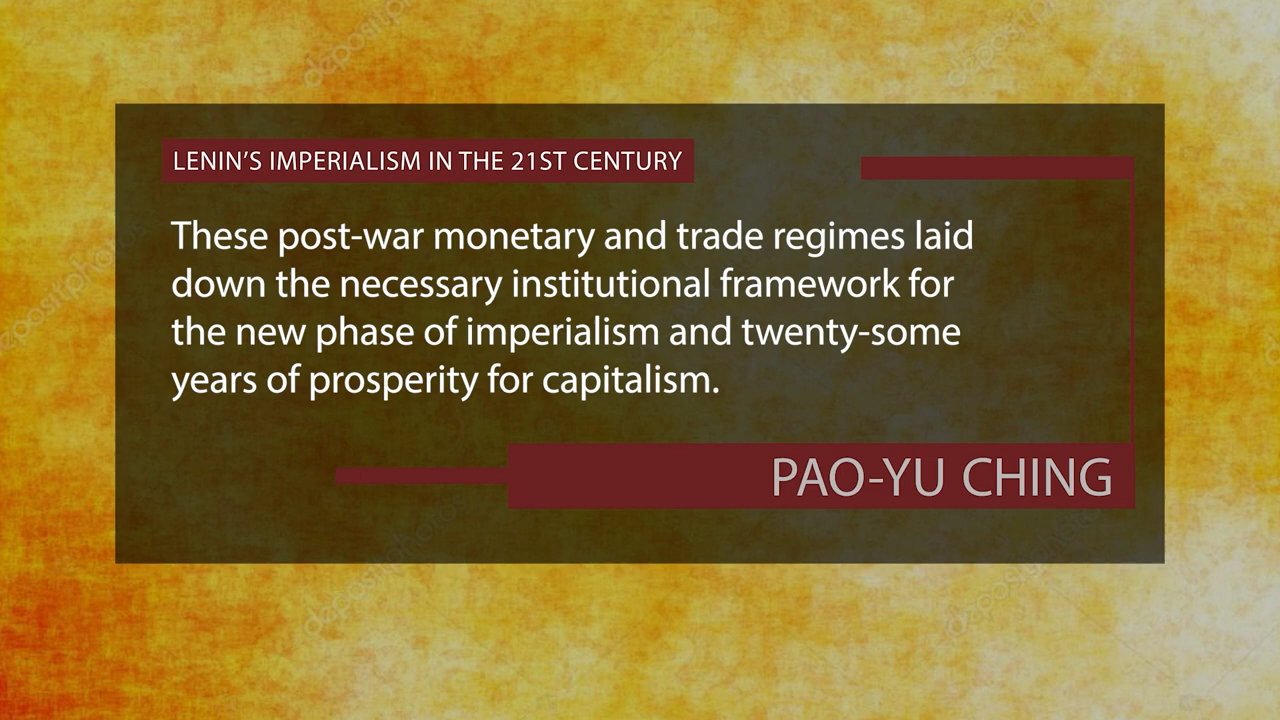 LENIN'S IMPERIALISM IN THE 21ST CENTURY
These post-war monetary and trade regimes laid
down the necessary institutional framework for
the new phase of imperialism and twenty-some
years of prosperity for capitalism.
PAO-YU CHING